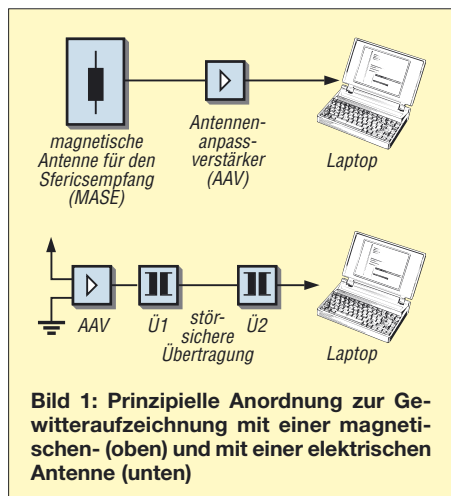 magnetische
Antenne für den
Sfericsempfang
(MASE)
Antennen-
anpass-
verstärker
(AAV)
Laptop
AAV
Ü1
stör-
sichere
Übertragung
Ü2
Laptop
Bild 1: Prinzipielle Anordnung zur Ge-
witteraufzeichnung mit einer magneti-
schen- (oben) und mit einer elektrischen
Antenne (unten)